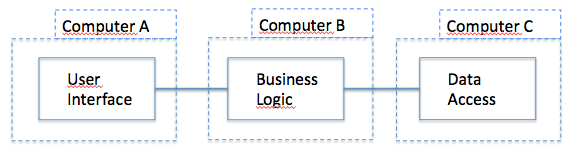 Computer A
Computer B
Computer C
User
Interface
Business
Logic
Data
Access